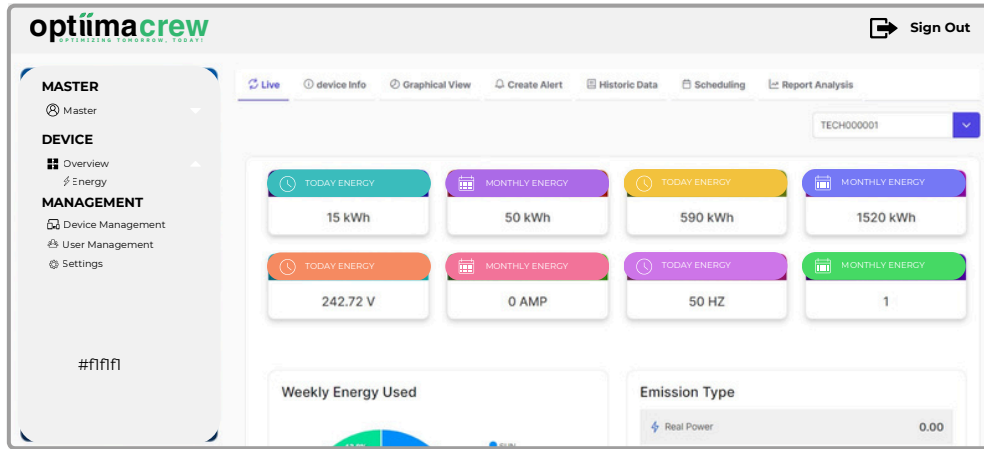 optiimacrew
OPTIMIZING TOMORROW, TODAY!
Sign Out
MASTER
Master
DEVICE
Overview
Energy
MANAGEMENT
Device Management
User Management
Settings
#f1f1f1
Live device Info Graphical View Create Alert Historic Data Scheduling Report Analysis
TECH000001
TODAY ENERGY MONTHLY ENERGY TODAY ENERGY MONTHLY ENERGY
15 kWh 50 kWh 590 kWh 1520 kWh
TODAY ENERGY MONTHLY ENERGY TODAY ENERGY MONTHLY ENERGY
242.72 V 0 AMP 50 HZ 1
Weekly Energy Used
Emission Type
Real Power 0.00